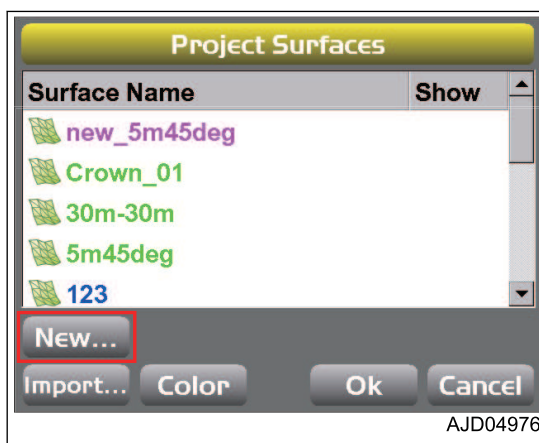 Project Surfaces
Surface Name Show
new_5m45deg
Crown_01
30m-30m
5m45deg
123
New...
Import... Color Ok Cancel
AJD04976